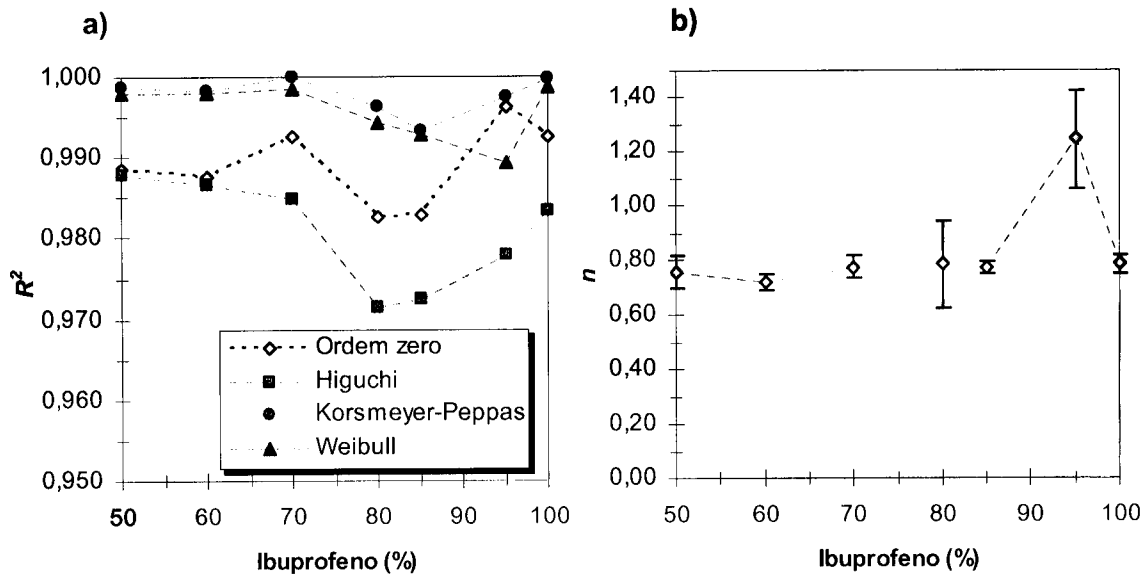 a)
1,000
0,990
0,980
0,970
0,960
0,950
R²
50 60 70 80 90 100
Ibuprofeno (%)
Ordem zero
Higuchi
Korsmeyer-Peppas
Weibull
b)
1,40
1,20
1,00
0,80
0,60
0,40
0,20
0,00
n
50 60 70 80 90 100
Ibuprofeno (%)